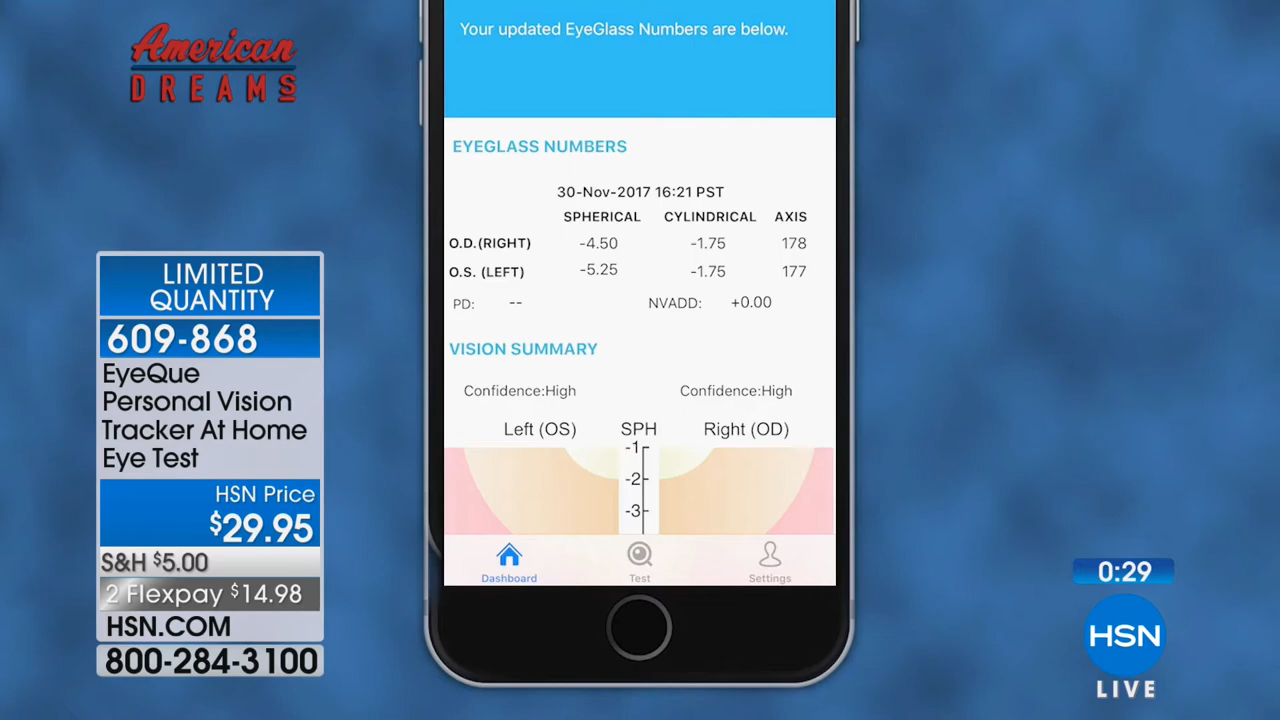 American
DREAMS
LIMITED
QUANTITY
609-868
EyeQue
Personal Vision
Tracker At Home
Eye Test
HSN Price
$29.95
S&H $5.00
2 Flexpay $14.98
HSN.COM
800-284-3100
Your updated EyeGlass Numbers are below.
EYEGLASS NUMBERS
30-Nov-2017 16:21 PST
SPHERICAL CYLINDRICAL AXIS
O.D.(RIGHT) -4.50 -1.75 178
O.S. (LEFT) -5.25 -1.75 177
PD: -- NVADD: +0.00
VISION SUMMARY
Confidence:High Confidence:High
Left (OS) SPH Right (OD)
-1
-2
-3
Dashboard Test Settings
0:29
HSN
LIVE